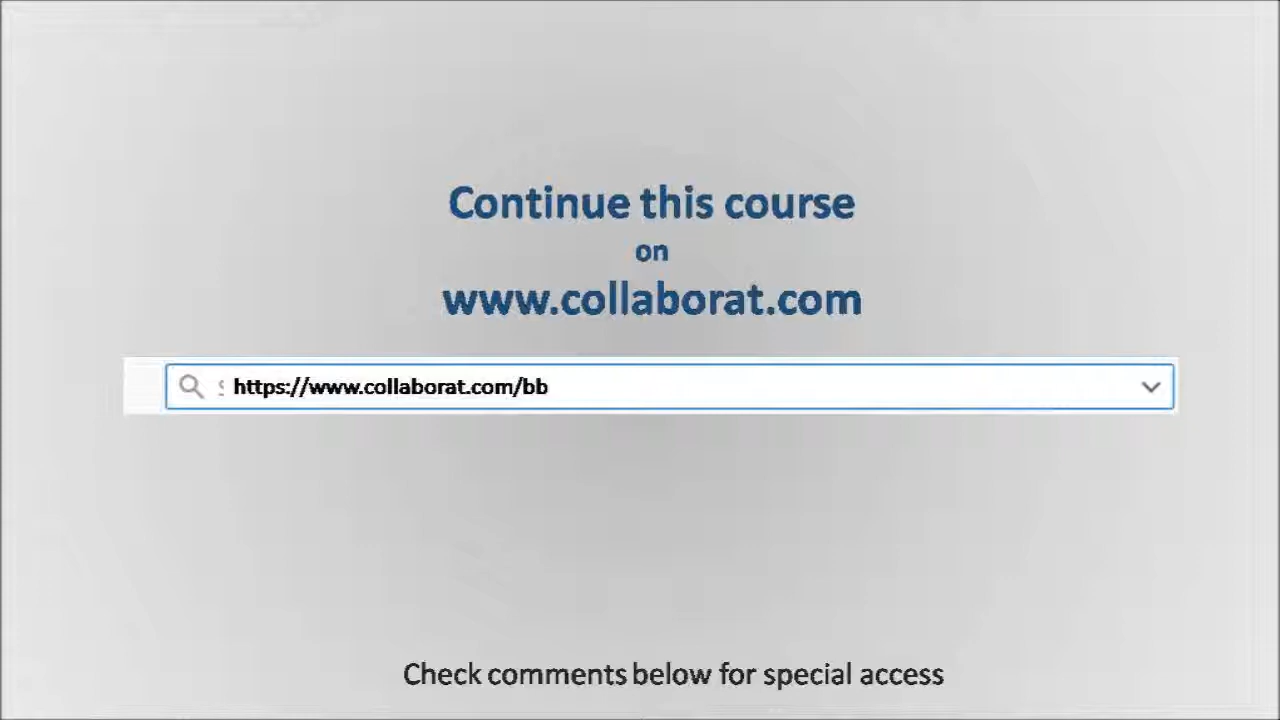 Continue this course
on
www.collaborat.com
https://www.collaborat.com/bb
Check comments below for special access